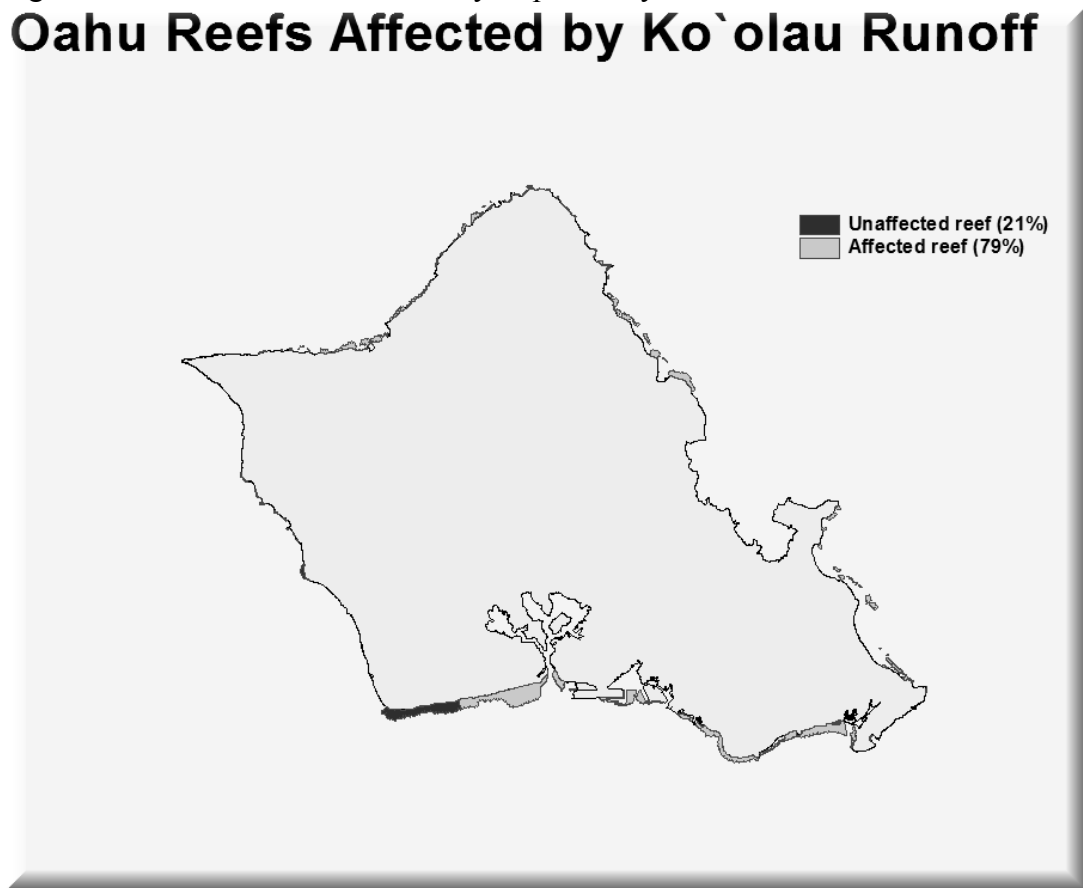 Oahu Reefs Affected by Ko`olau Runoff
Unaffected reef (21%)
Affected reef (79%)